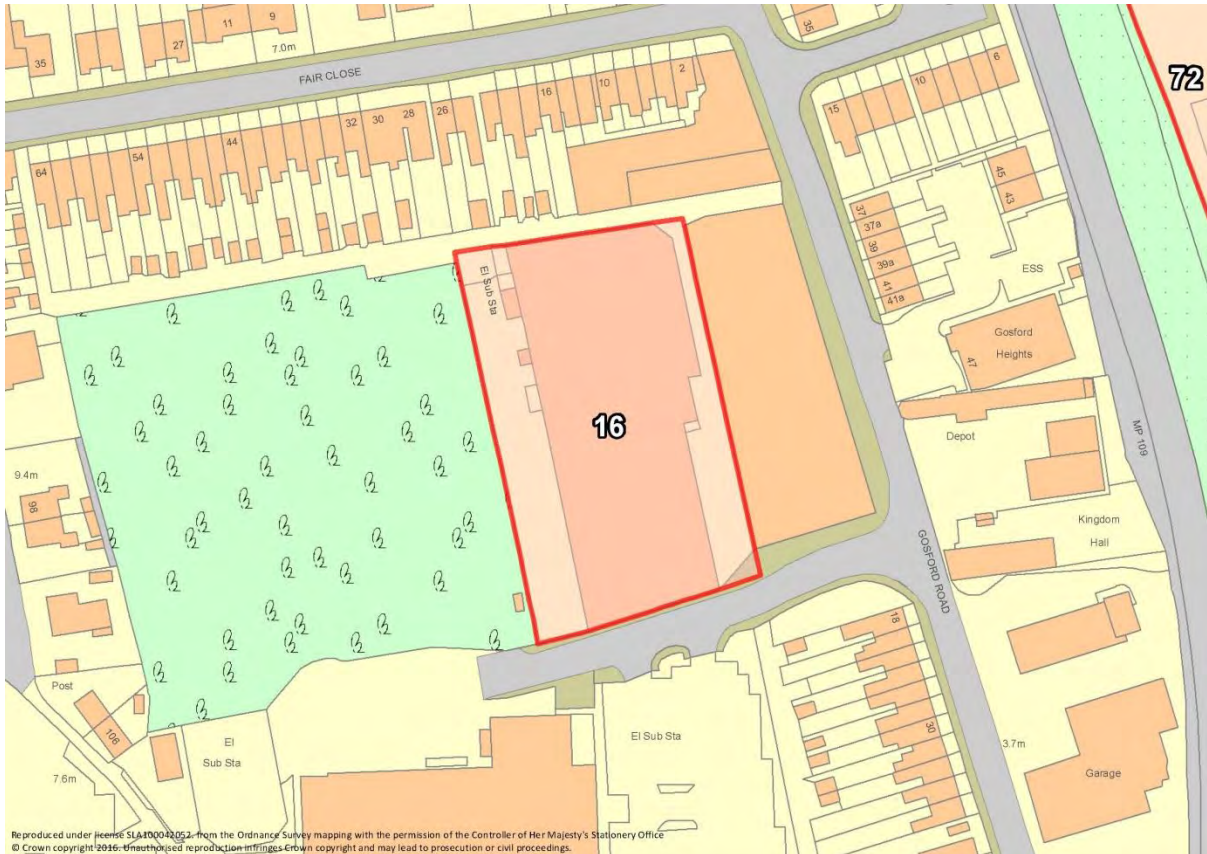 11
9
27
35
7.0m
35
FAIR CLOSE
72
6
10
15
2
10
16
26
28
30
32
44
54
64
45
43
37
37a
39
39a
41
41a
ESS
El Sub Sta
Gosford
Heights
47
16
Depot
MP 109
9.4m
98
Kingdom
Hall
GOSFORD ROAD
18
30
Post
106
El
Sub Sta
El Sub Sta
3.7m
7.6m
Garage
Reproduced under license SLA100042052. from the Ordnance Survey mapping with the permission of the Controller of Her Majesty's Stationery Office
© Crown copyright 2016. Unauthorised reproduction infringes Crown copyright and may lead to prosecution or civil proceedings.